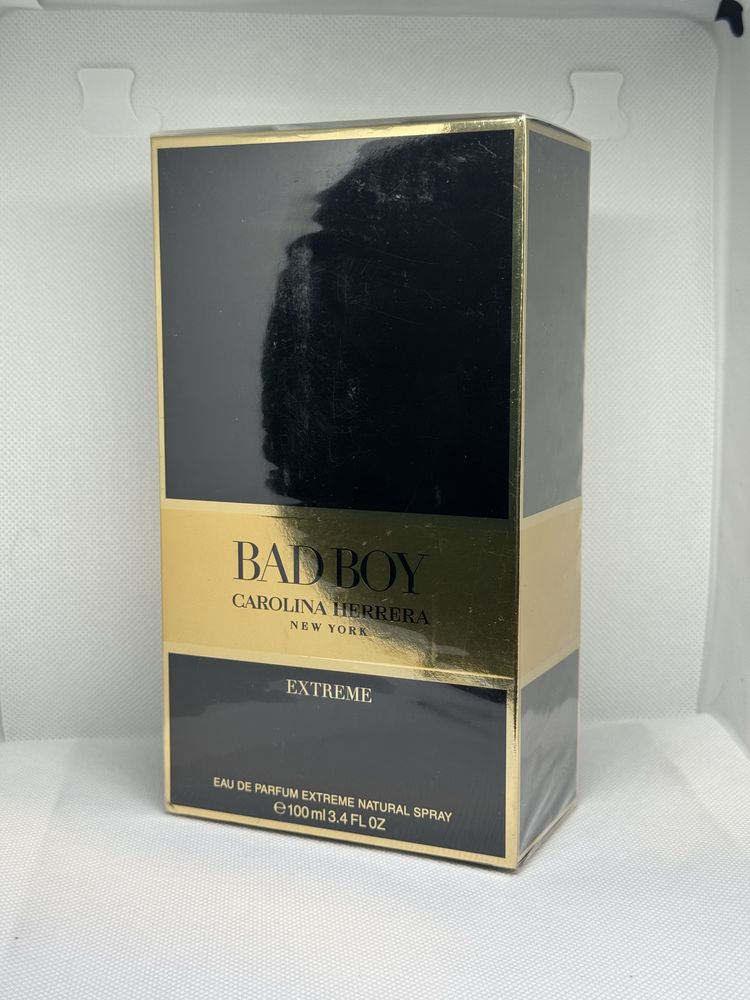 BAD BOY
CAROLINA HERRERA
NEW YORK
EXTREME
EAU DE PARFUM EXTREME NATURAL SPRAY
℮100 ml 3.4 FL OZ